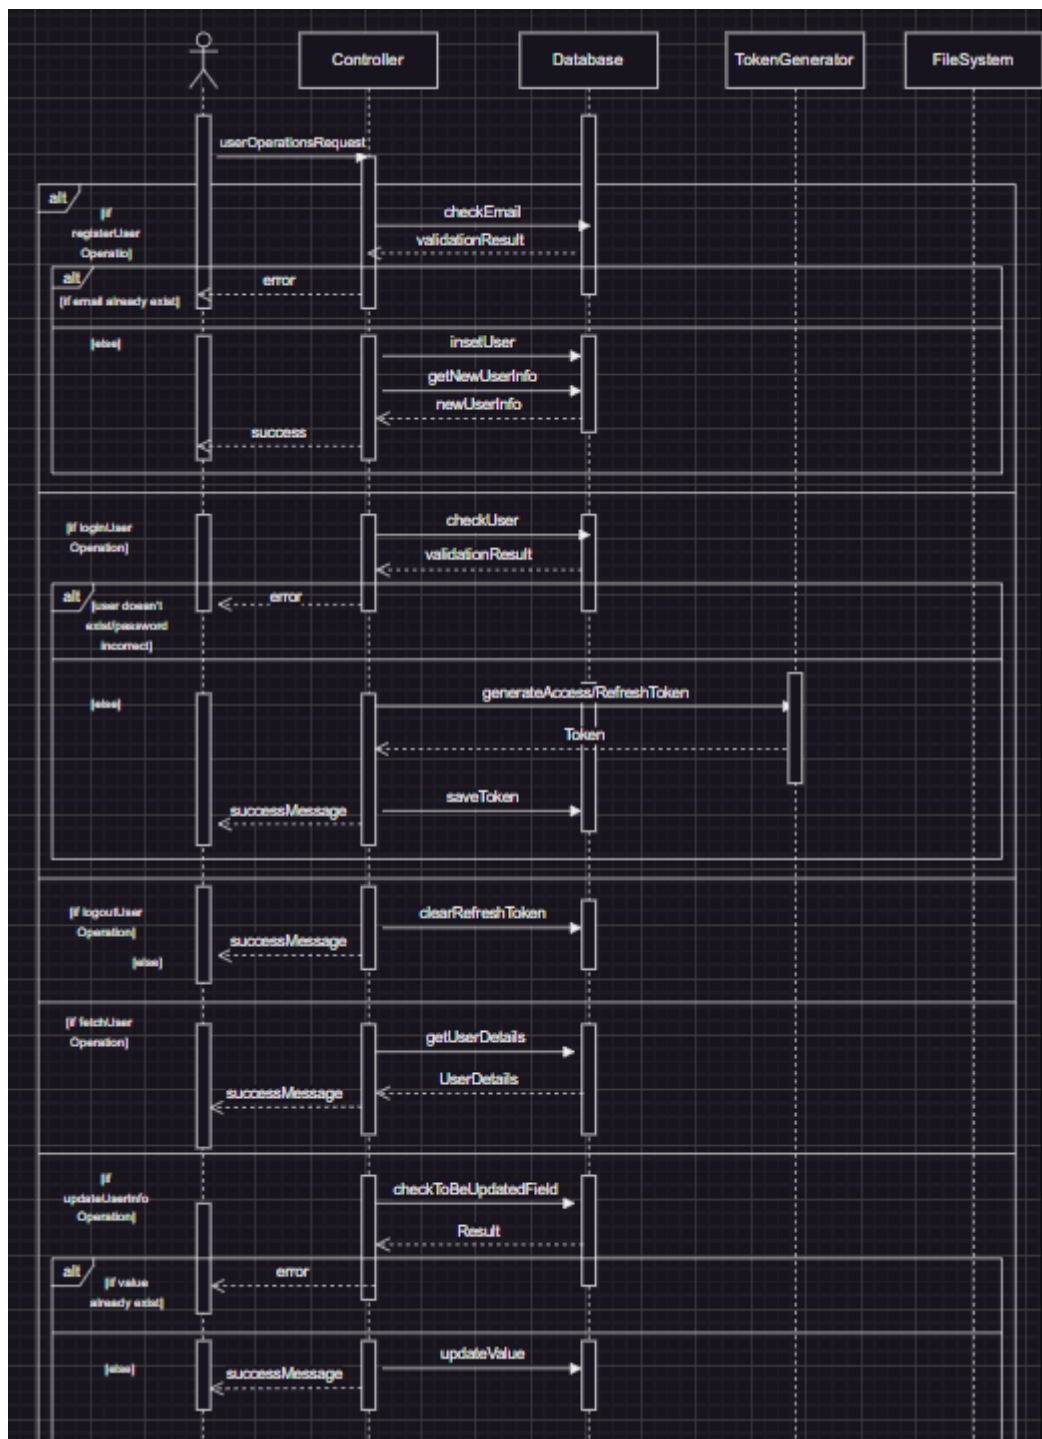 Controller
Database
TokenGenerator
FileSystem
userOperationsRequest
alt
[if
registerUser
Operatio]
checkEmail
validationResult
alt
[if email already exist]
error
[else]
insetUser
getNewUserInfo
newUserInfo
success
[if loginUser
Operation]
checkUser
validationResult
alt
[user doesn't
exist/password
incorrect]
error
[else]
generateAccess/RefreshToken
Token
saveToken
successMessage
[if logoutUser
Operation]
[else]
clearRefreshToken
successMessage
[if fetchUser
Operation]
getUserDetails
UserDetails
successMessage
[if
updateUserInfo
Operation]
checkToBeUpdatedField
Result
alt
[if value
already exist]
error
[else]
updateValue
successMessage